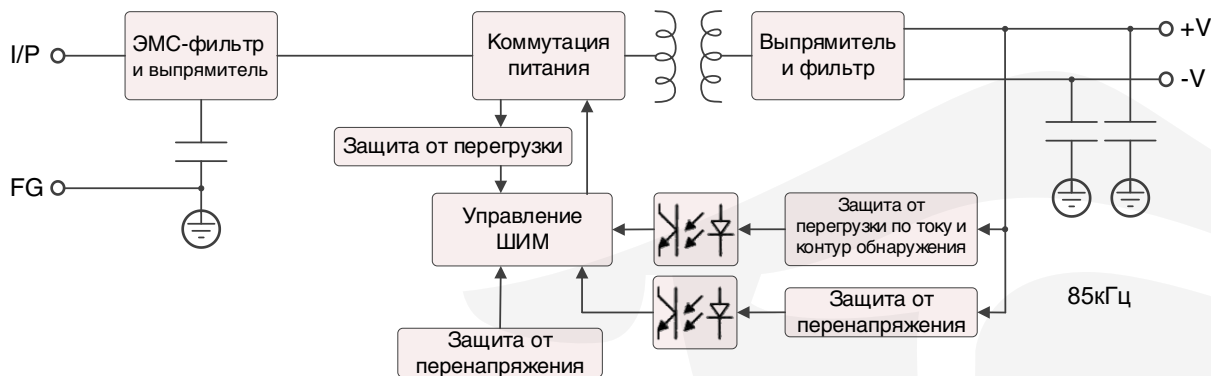 I/P
ЭМС-фильтр
и выпрямитель
Коммутация
питания
Выпрямитель
и фильтр
+V
-V
Защита от перегрузки
FG
Управление
ШИМ
Защита от
перегрузки по току и
контур обнаружения
85кГц
Защита от
перенапряжения
Защита от
перенапряжения